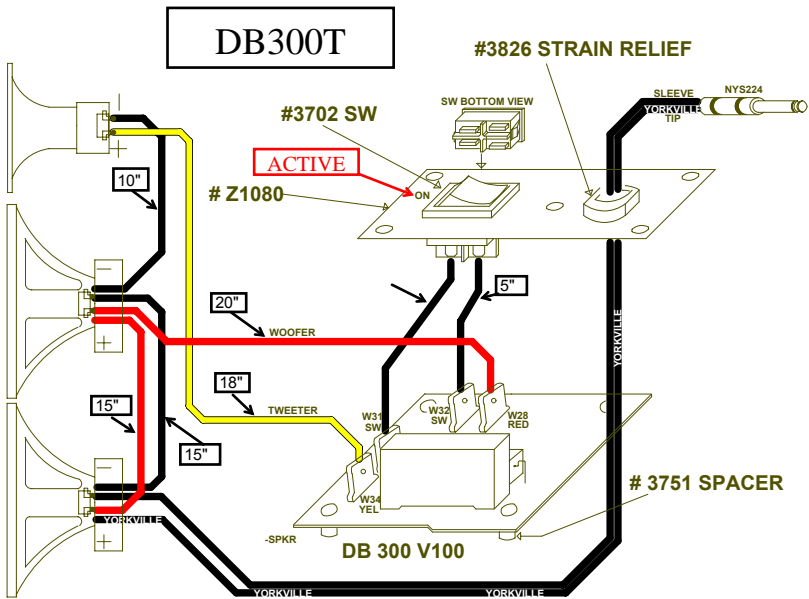 DB300T
#3826 STRAIN RELIEF
SLEEVE
NYS224
YORKVILLE
TIP
SW BOTTOM VIEW
#3702 SW
ACTIVE
ON
# Z1080
10"
5"
20"
WOOFER
YORKVILLE
18"
TWEETER
15"
15"
W31
SW
W32
SW
W28
RED
W34
YEL
# 3751 SPACER
YORKVILLE
-SPKR
DB 300 V100
YORKVILLE
YORKVILLE